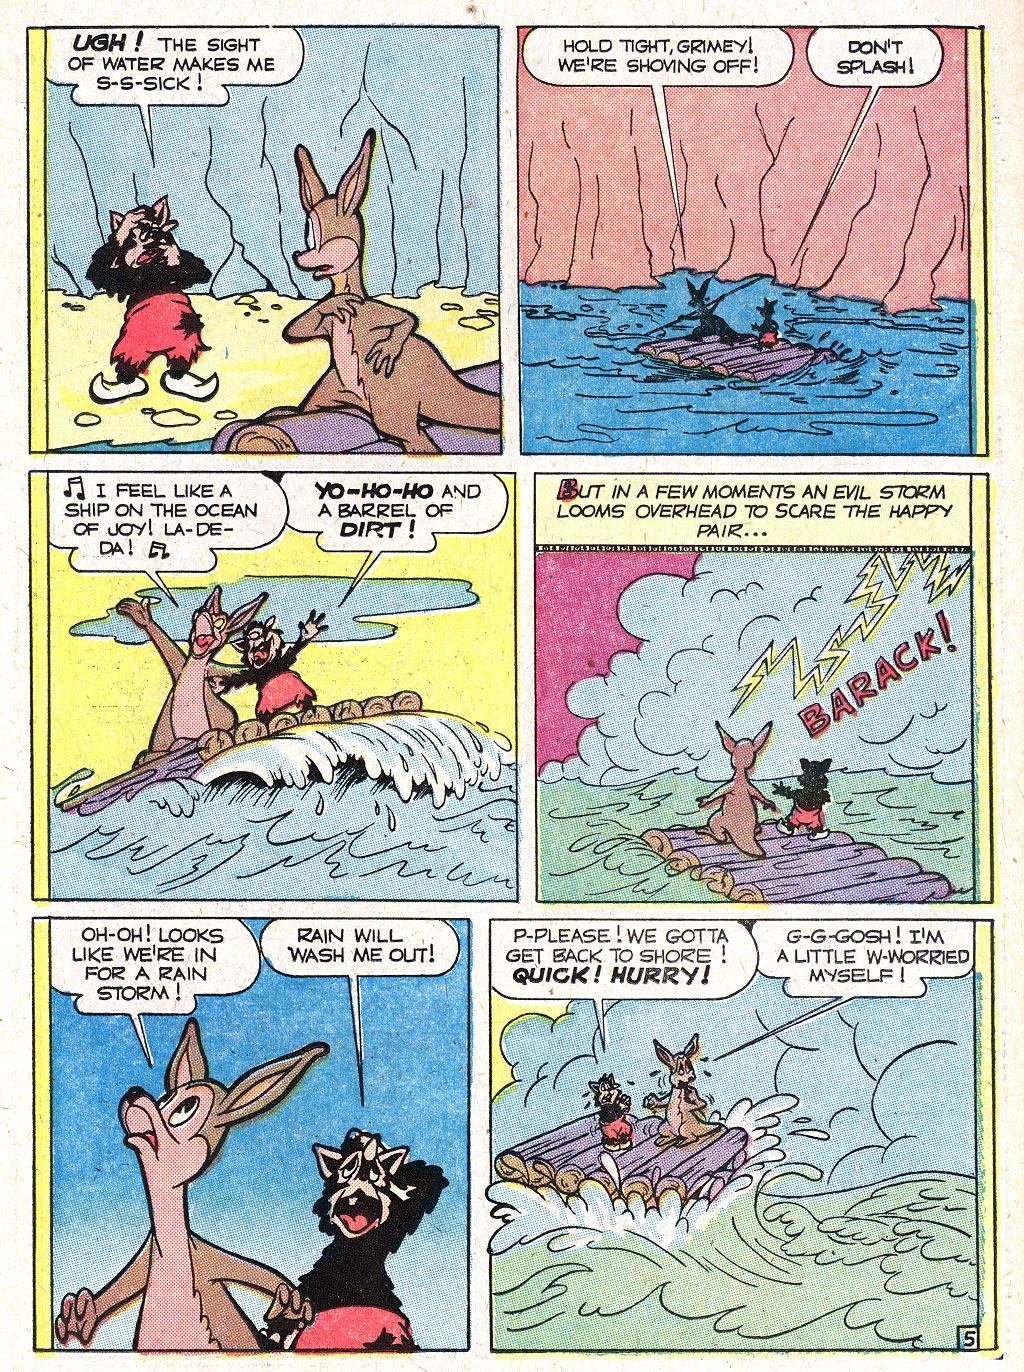 UGH! THE SIGHT
OF WATER MAKES ME
S-S-SICK!
HOLD TIGHT, GRIMEY!
WE'RE SHOVING OFF!
DON'T
SPLASH!
♫ I FEEL LIKE A
SHIP ON THE OCEAN
OF JOY! LA-DE-
DA! ♫
YO-HO-HO AND
A BARREL OF
DIRT!
BUT IN A FEW MOMENTS AN EVIL STORM
LOOMS OVERHEAD TO SCARE THE HAPPY
PAIR...
BARACK!
OH-OH! LOOKS
LIKE WE'RE IN
FOR A RAIN
STORM!
RAIN WILL
WASH ME OUT!
P-PLEASE! WE GOTTA
GET BACK TO SHORE!
QUICK! HURRY!
G-G-GOSH! I'M
A LITTLE W-WORRIED
MYSELF!
5